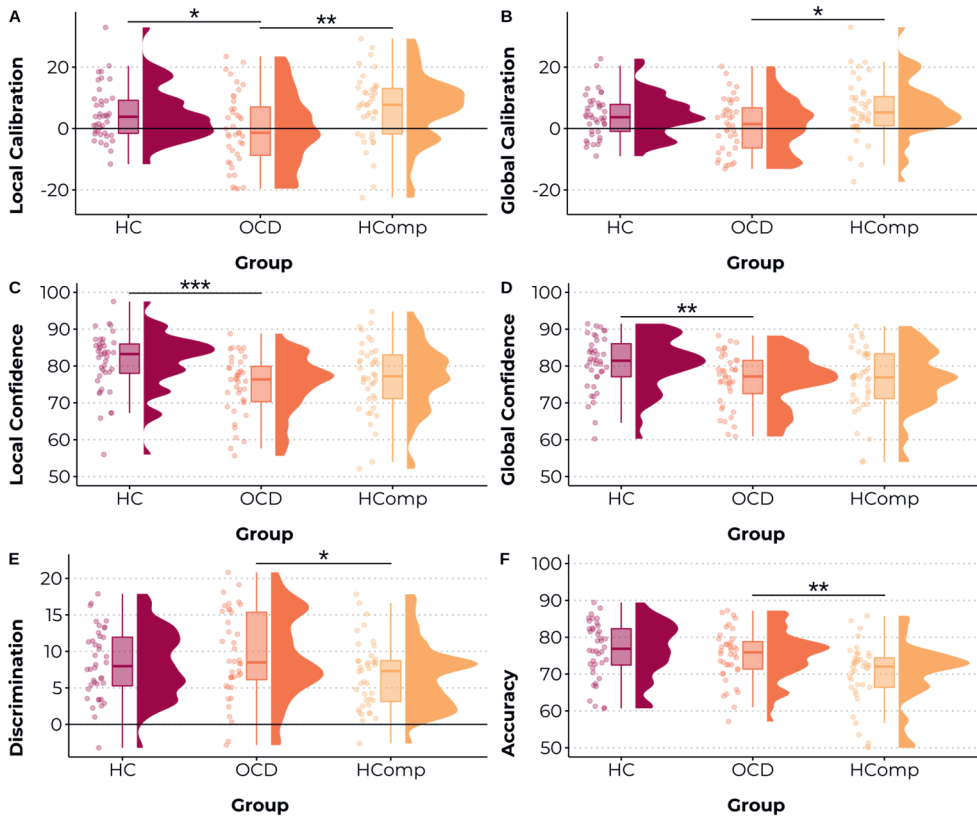 A
Local Calibration
20
0
-20
*
**
HC
OCD
HComp
Group
B
Global Calibration
20
0
-20
*
HC
OCD
HComp
Group
C
Local Confidence
100
90
80
70
60
50
***
HC
OCD
HComp
Group
D
Global Confidence
100
90
80
70
60
50
**
HC
OCD
HComp
Group
E
Discrimination
20
15
10
5
0
*
HC
OCD
HComp
Group
F
Accuracy
100
90
80
70
60
50
**
HC
OCD
HComp
Group